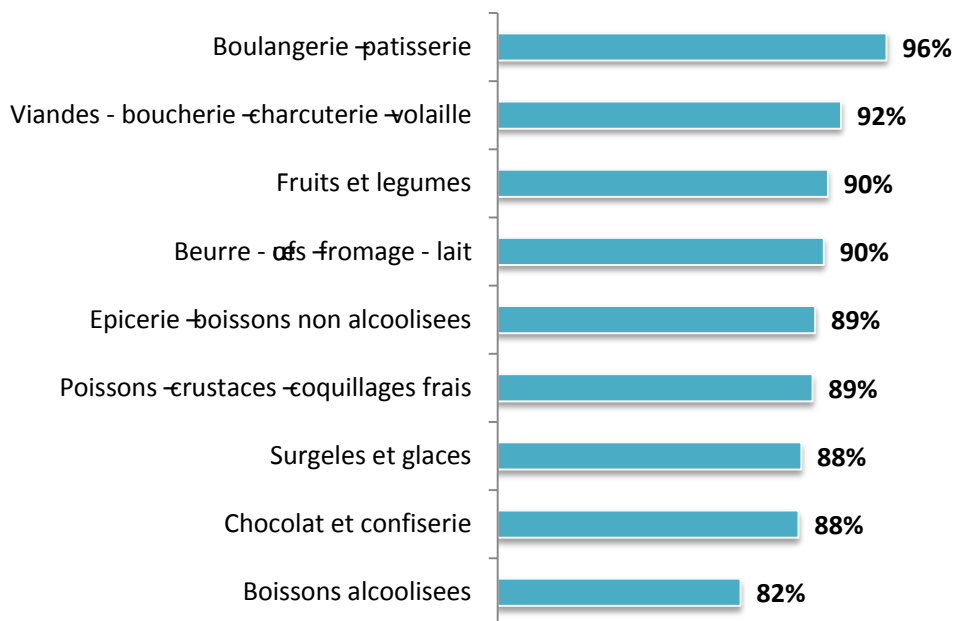 Boulangerie –patisserie 96%
Viandes - boucherie –charcuterie –volaille 92%
Fruits et legumes 90%
Beurre - œufs –fromage - lait 90%
Epicerie –boissons non alcoolisees 89%
Poissons –crustaces –coquillages frais 89%
Surgeles et glaces 88%
Chocolat et confiserie 88%
Boissons alcoolisees 82%